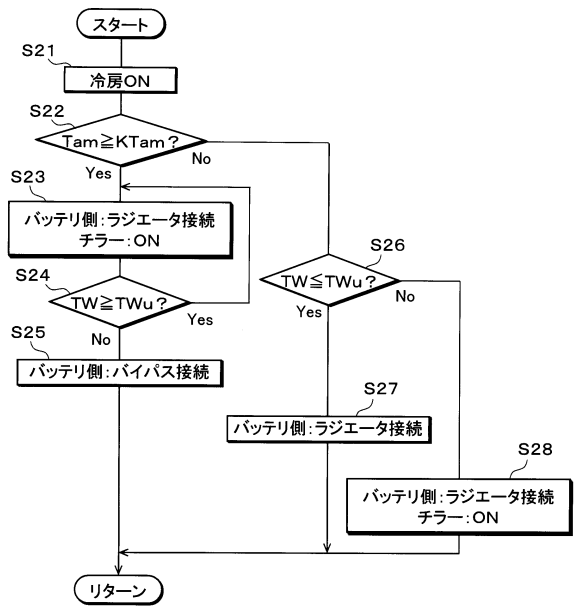 スタート
S21
冷房ON
S22
Tam≧KTam？
No
Yes
S23
バッテリ側：ラジエータ接続
チラー：ON
S24
TW≧TWu？
Yes
No
S25
バッテリ側：バイパス接続
S26
TW≦TWu？
No
Yes
S27
バッテリ側：ラジエータ接続
S28
バッテリ側：ラジエータ接続
チラー：ON
リターン